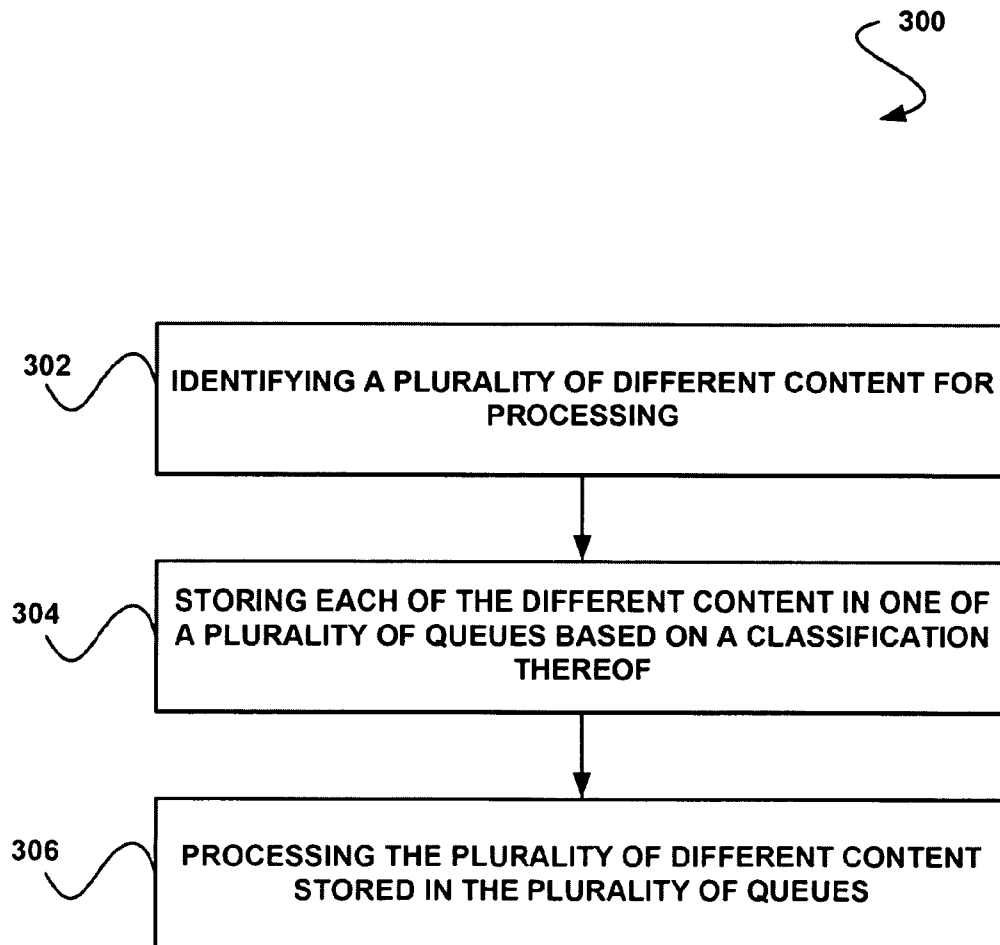 300
302
IDENTIFYING A PLURALITY OF DIFFERENT CONTENT FOR
PROCESSING
304
STORING EACH OF THE DIFFERENT CONTENT IN ONE OF
A PLURALITY OF QUEUES BASED ON A CLASSIFICATION
THEREOF
306
PROCESSING THE PLURALITY OF DIFFERENT CONTENT
STORED IN THE PLURALITY OF QUEUES